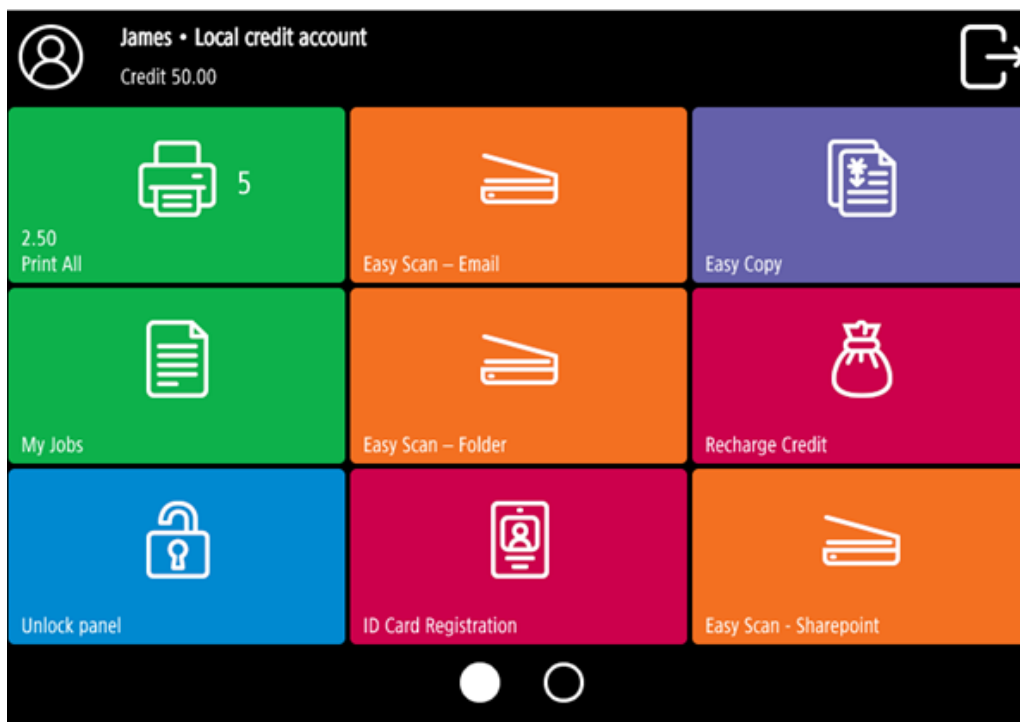 James • Local credit account
Credit 50.00
5
2.50
Print All
Easy Scan – Email
Easy Copy
My Jobs
Easy Scan – Folder
Recharge Credit
Unlock panel
ID Card Registration
Easy Scan - Sharepoint